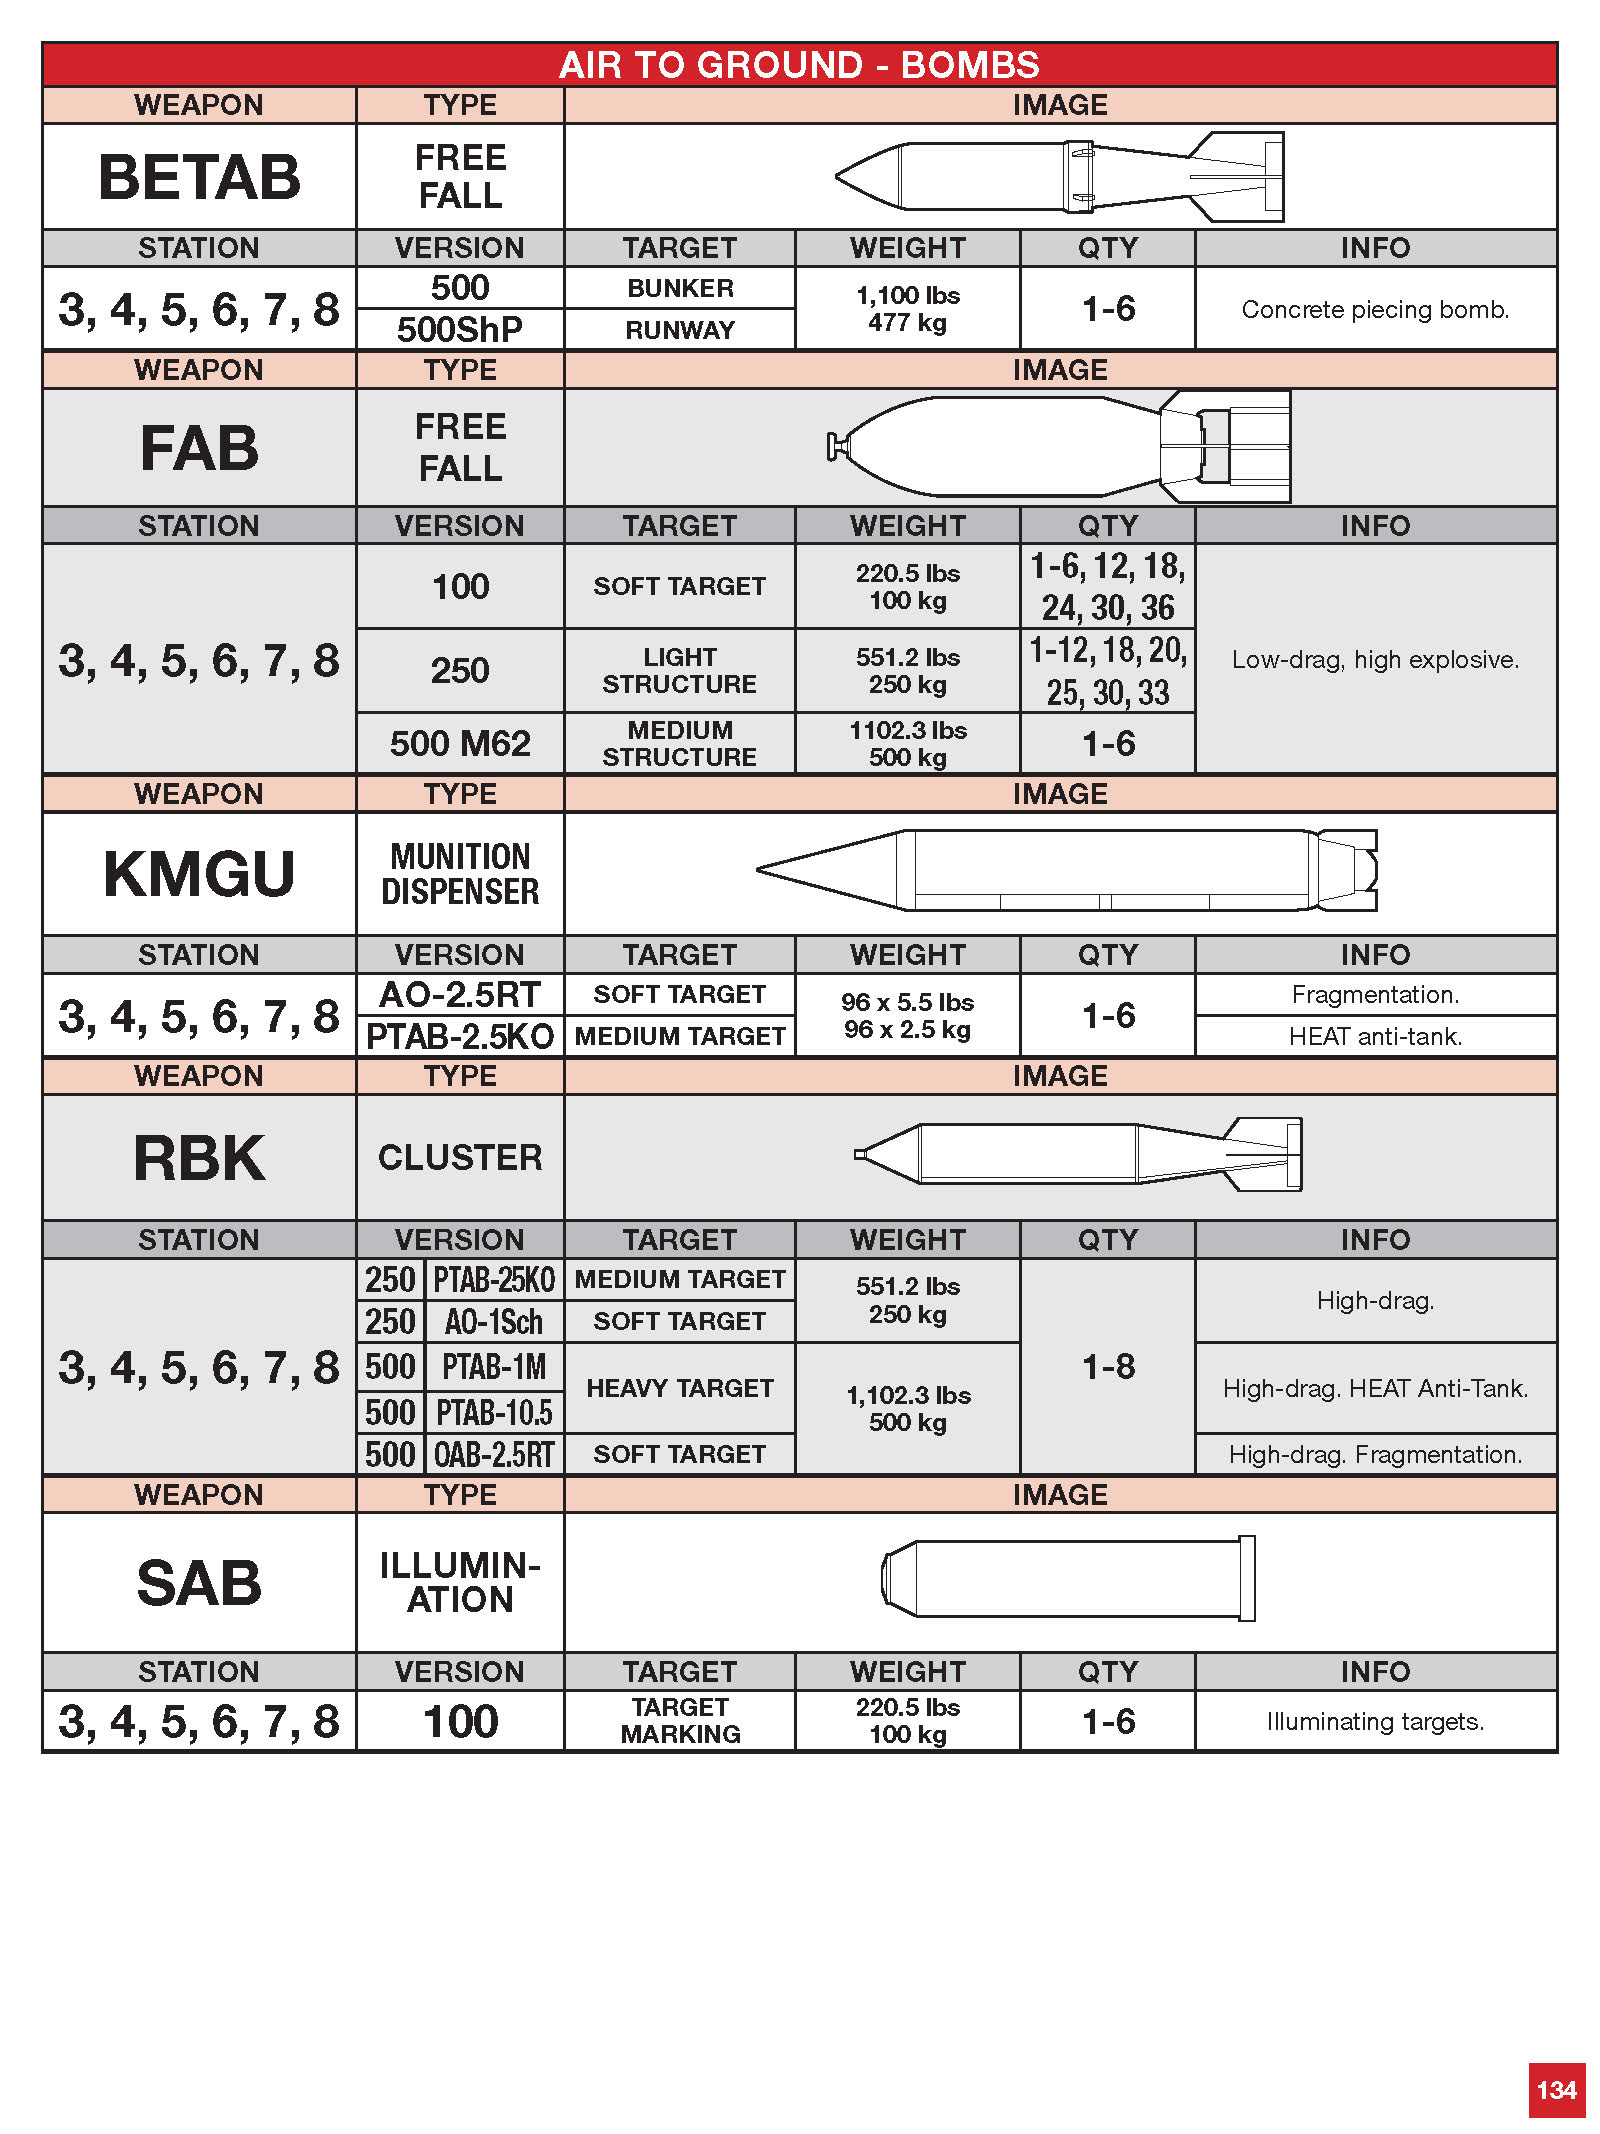 AIR TO GROUND - BOMBS
WEAPON TYPE IMAGE
BETAB FREE
FALL
STATION VERSION TARGET WEIGHT QTY INFO
3, 4, 5, 6, 7, 8 500 BUNKER 1,100 lbs
477 kg 1-6 Concrete piecing bomb.
500ShP RUNWAY
WEAPON TYPE IMAGE
FAB FREE
FALL
STATION VERSION TARGET WEIGHT QTY INFO
3, 4, 5, 6, 7, 8 100 SOFT TARGET 220.5 lbs
100 kg 1-6, 12, 18,
24, 30, 36
Low-drag, high explosive.
250 LIGHT
STRUCTURE 551.2 lbs
250 kg 1-12, 18, 20,
25, 30, 33
500 M62 MEDIUM
STRUCTURE 1102.3 lbs
500 kg 1-6
WEAPON TYPE IMAGE
KMGU MUNITION
DISPENSER
STATION VERSION TARGET WEIGHT QTY INFO
3, 4, 5, 6, 7, 8 AO-2.5RT SOFT TARGET 96 x 5.5 lbs
96 x 2.5 kg 1-6 Fragmentation.
PTAB-2.5KO MEDIUM TARGET HEAT anti-tank.
WEAPON TYPE IMAGE
RBK CLUSTER
STATION VERSION TARGET WEIGHT QTY INFO
3, 4, 5, 6, 7, 8 250 PTAB-25KO MEDIUM TARGET 551.2 lbs
250 kg 1-8 High-drag.
250 AO-1Sch SOFT TARGET
500 PTAB-1M HEAVY TARGET 1,102.3 lbs
500 kg High-drag. HEAT Anti-Tank.
500 PTAB-10.5
500 OAB-2.5RT SOFT TARGET High-drag. Fragmentation.
WEAPON TYPE IMAGE
SAB ILLUMIN-
ATION
STATION VERSION TARGET WEIGHT QTY INFO
3, 4, 5, 6, 7, 8 100 TARGET
MARKING 220.5 lbs
100 kg 1-6 Illuminating targets.
134